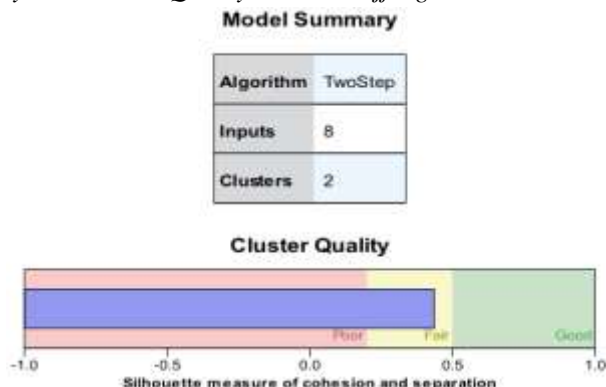 Model Summary
Algorithm TwoStep
Inputs 8
Clusters 2
Cluster Quality
Poor Fair Good
-1.0 -0.5 0.0 0.5 1.0
Silhouette measure of cohesion and separation